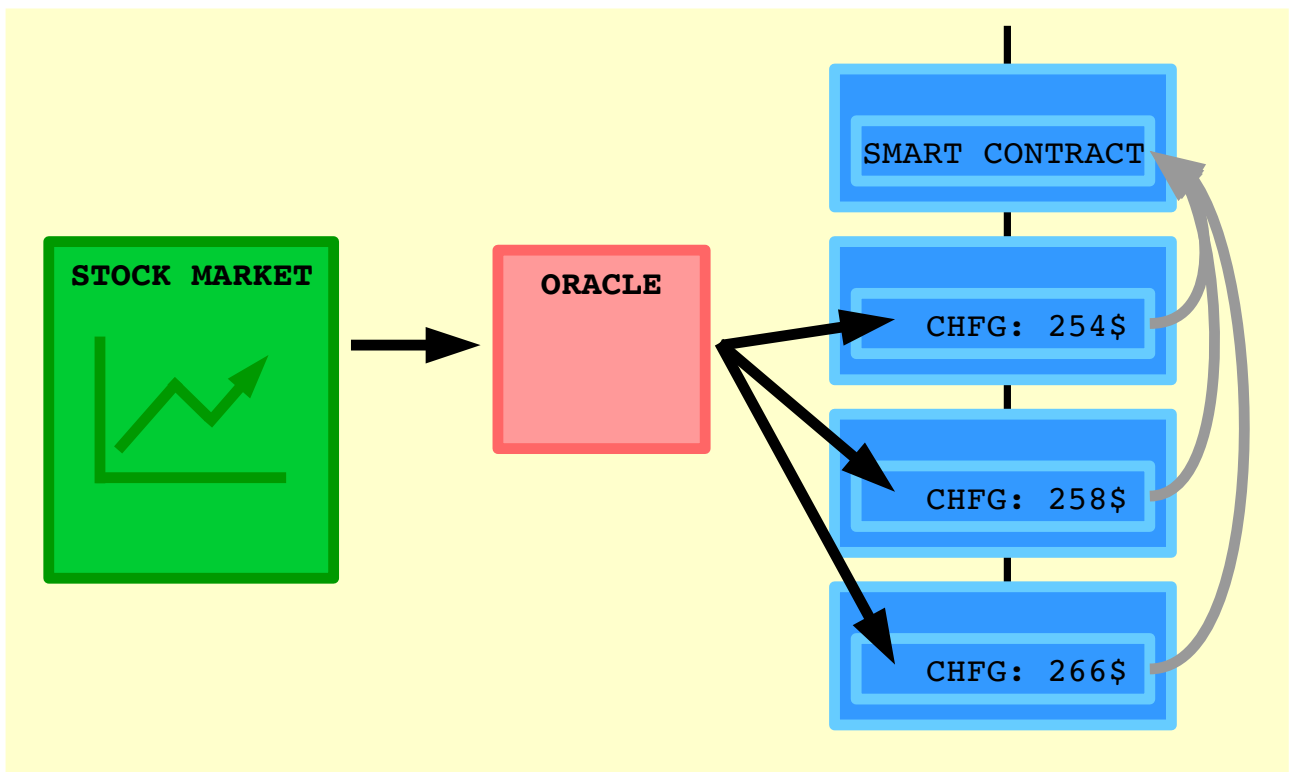 STOCK MARKET
ORACLE
SMART CONTRACT
CHFG: 254$
CHFG: 258$
CHFG: 266$